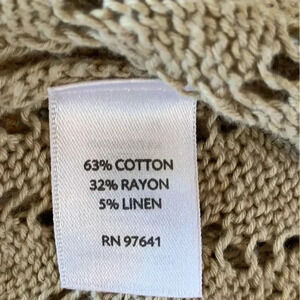 63% COTTON
32% RAYON
5% LINEN
RN 97641